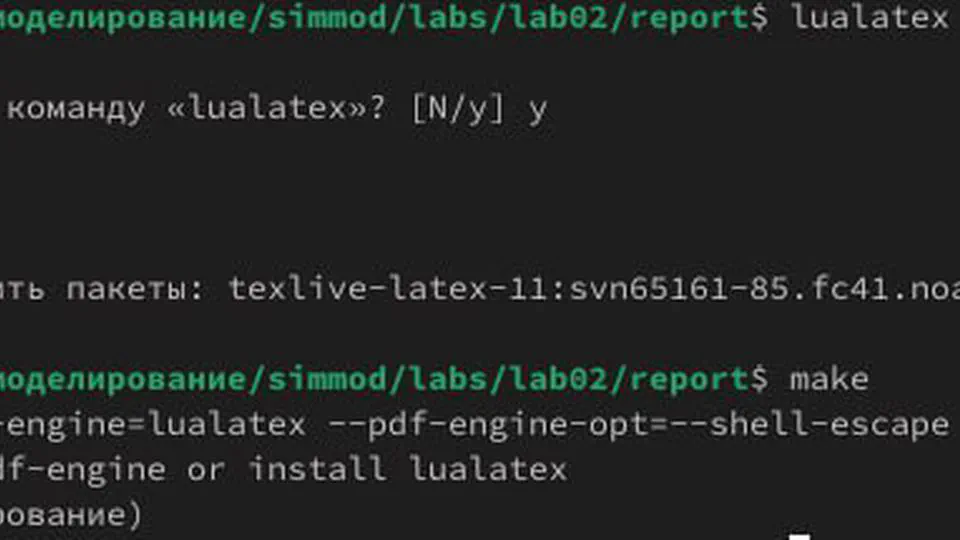 моделирование/simmod/labs/lab02/report$ lualatex
команду «lualatex»? [N/y] y
ить пакеты: texlive-latex-11:svn65161-85.fc41.noa
моделирование/simmod/labs/lab02/report$ make
-engine=lualatex --pdf-engine-opt=--shell-escape
df-engine or install lualatex
рование)